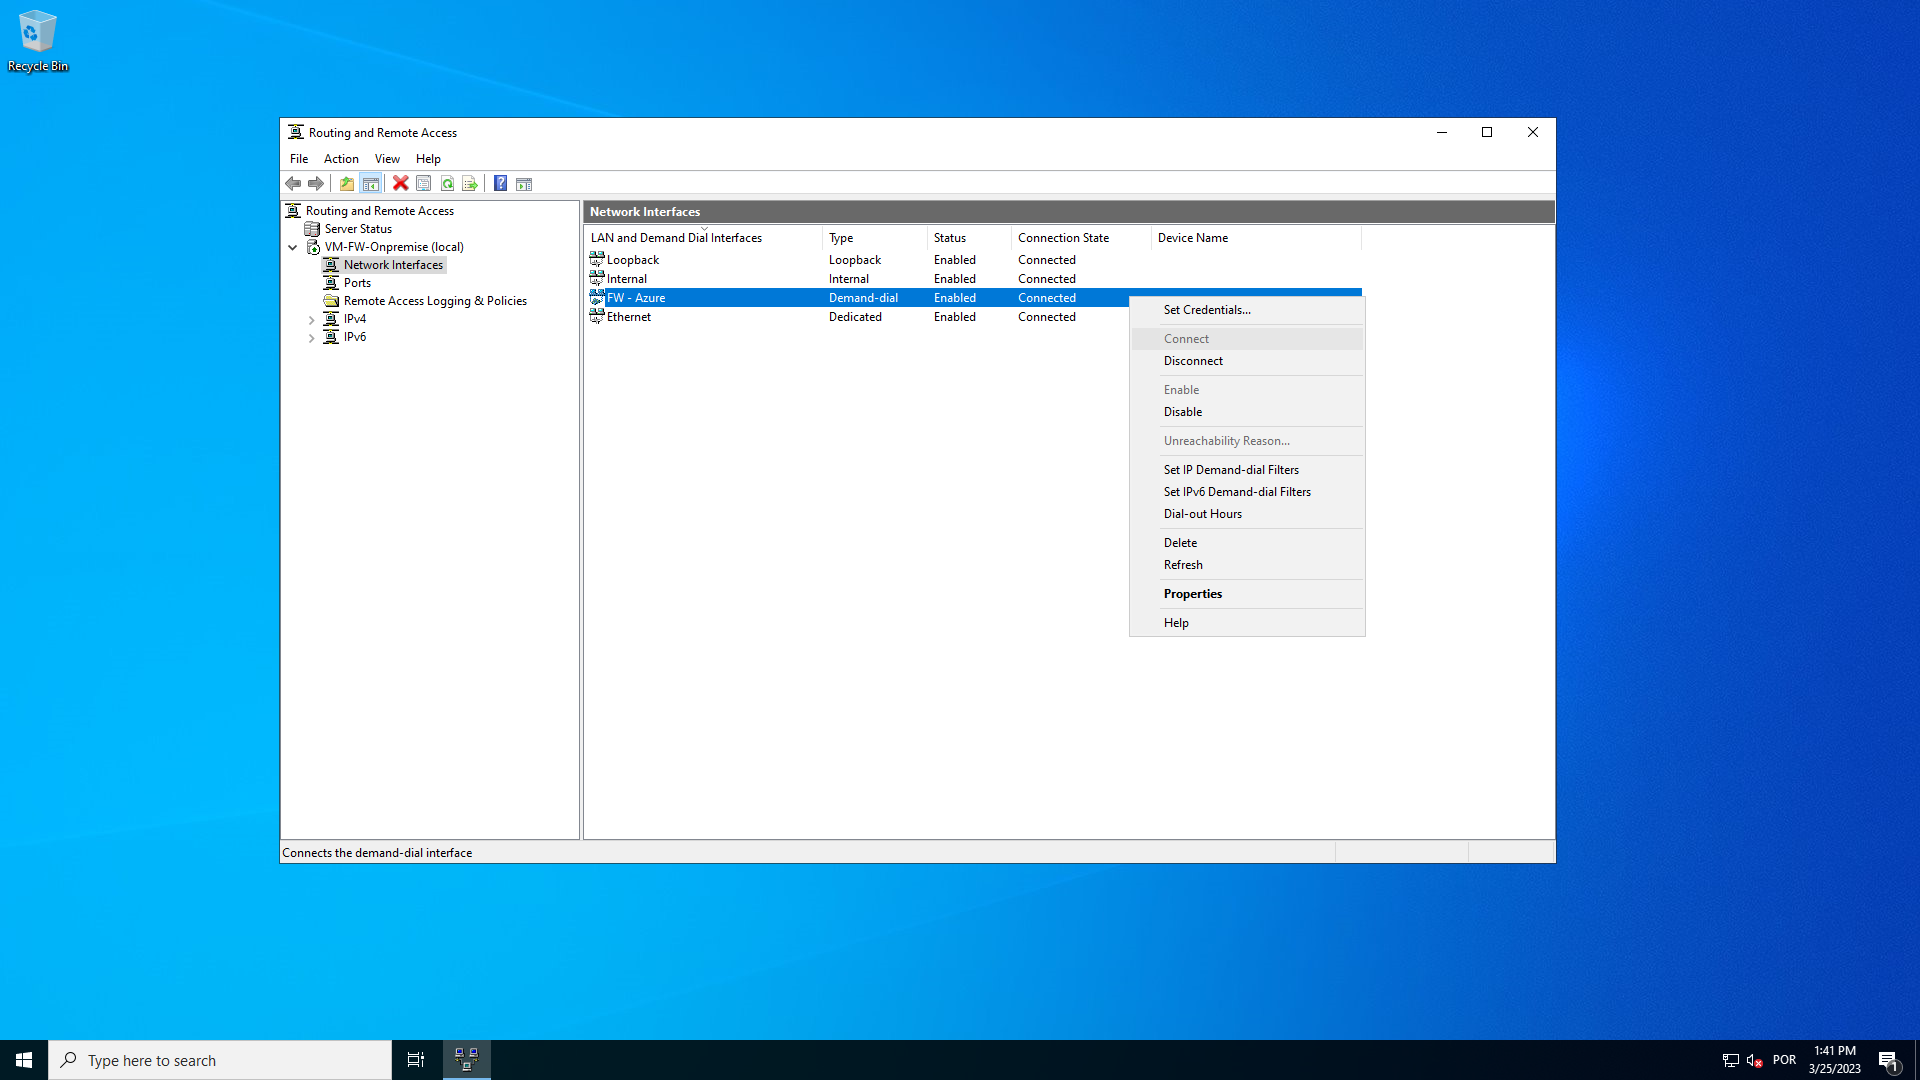 Recycle Bin
Routing and Remote Access
File Action View Help
Routing and Remote Access
Server Status
VM-FW-Onpremise (local)
Network Interfaces
Ports
Remote Access Logging & Policies
IPv4
IPv6
Network Interfaces
LAN and Demand Dial Interfaces Type Status Connection State Device Name
Loopback Loopback Enabled Connected
Internal Internal Enabled Connected
FW - Azure Demand-dial Enabled Connected
Ethernet Dedicated Enabled Connected
Set Credentials...
Connect
Disconnect
Enable
Disable
Unreachability Reason...
Set IP Demand-dial Filters
Set IPv6 Demand-dial Filters
Dial-out Hours
Delete
Refresh
Properties
Help
Connects the demand-dial interface
Type here to search
POR
1:41 PM
3/25/2023
1